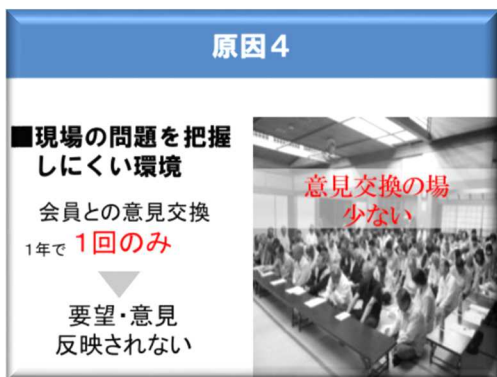 原因４
■現場の問題を把握
しにくい環境
会員との意見交換
1年で 1回のみ
要望・意見
反映されない
意見交換の場
少ない